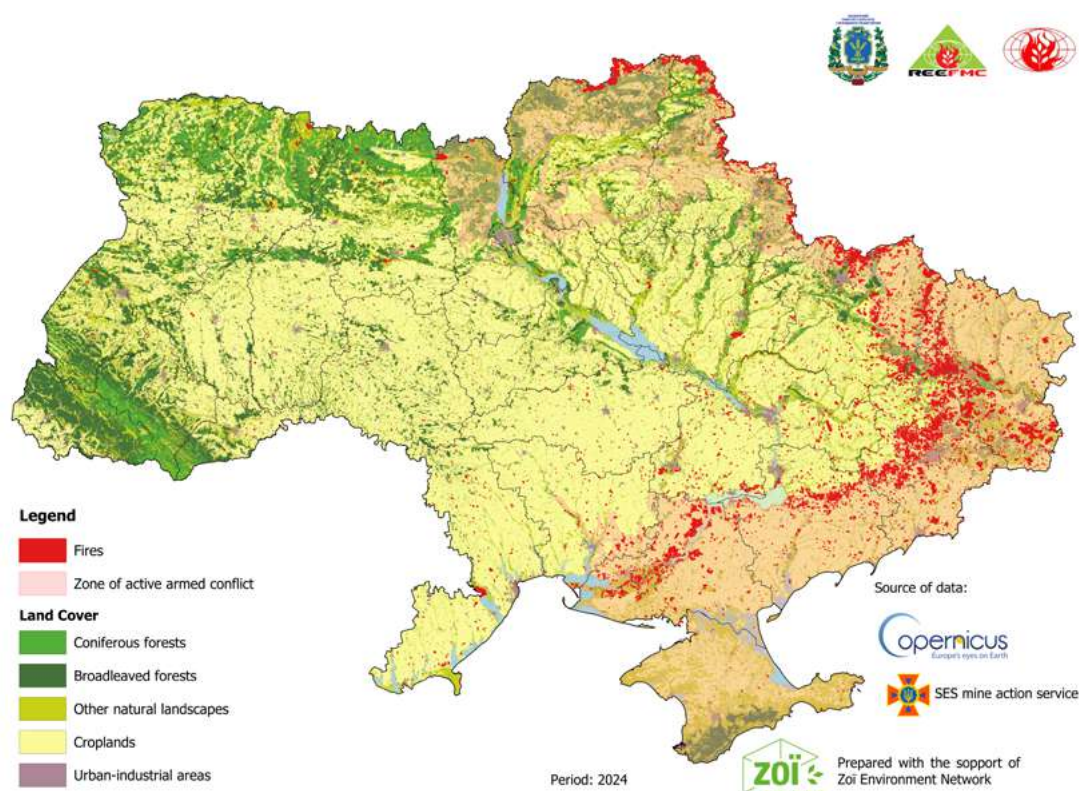 REEFMC
Legend
Fires
Zone of active armed conflict
Land Cover
Coniferous forests
Broadleaved forests
Other natural landscapes
Croplands
Urban-industrial areas
Period: 2024
Source of data:
opernicus
Europe's eyes on Earth
SES mine action service
zoï
Prepared with the sopport of
Zoï Environment Network